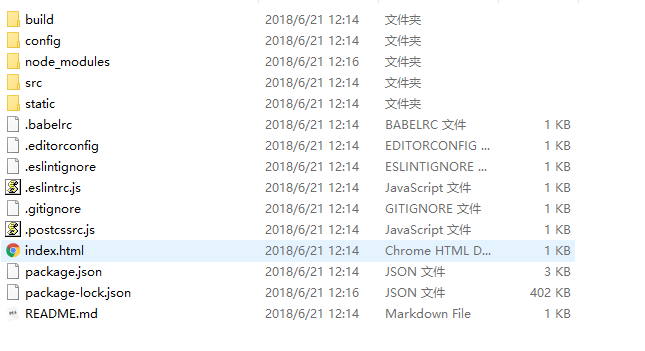 build 2018/6/21 12:14 文件夹
config 2018/6/21 12:14 文件夹
node_modules 2018/6/21 12:16 文件夹
src 2018/6/21 12:14 文件夹
static 2018/6/21 12:14 文件夹
.babelrc 2018/6/21 12:14 BABELRC 文件 1 KB
.editorconfig 2018/6/21 12:14 EDITORCONFIG ... 1 KB
.eslintignore 2018/6/21 12:14 ESLINTIGNORE ... 1 KB
.eslintrc.js 2018/6/21 12:14 JavaScript 文件 1 KB
.gitignore 2018/6/21 12:14 GITIGNORE 文件 1 KB
.postcssrc.js 2018/6/21 12:14 JavaScript 文件 1 KB
index.html 2018/6/21 12:14 Chrome HTML D... 1 KB
package.json 2018/6/21 12:14 JSON 文件 3 KB
package-lock.json 2018/6/21 12:16 JSON 文件 402 KB
README.md 2018/6/21 12:14 Markdown File 1 KB